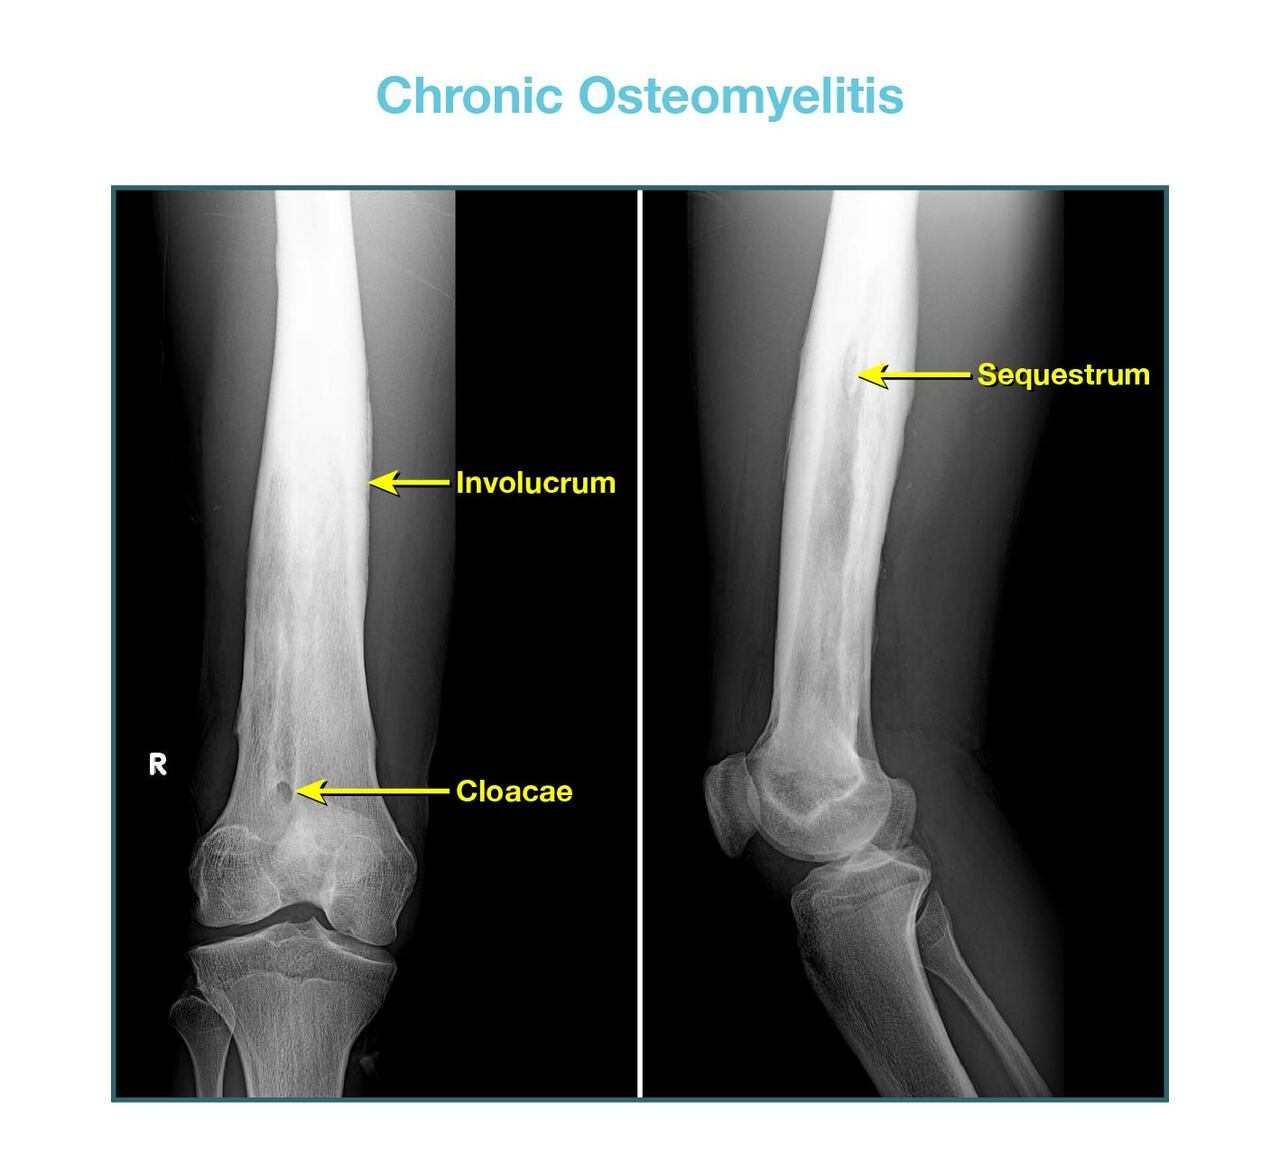 Chronic Osteomyelitis
Sequestrum
Involucrum
R
Cloacae